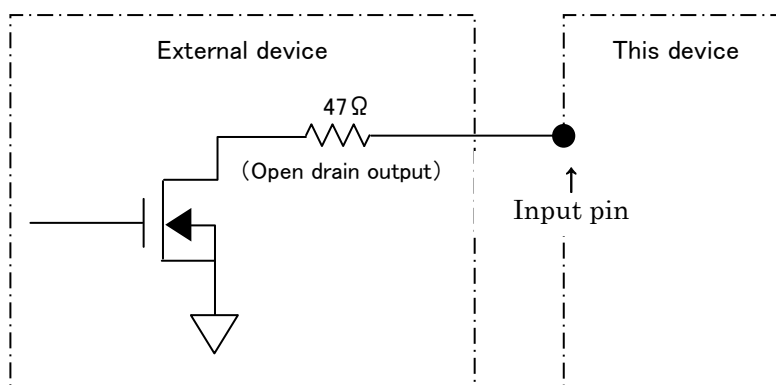 External device
This device
47Ω
(Open drain output)
Input pin